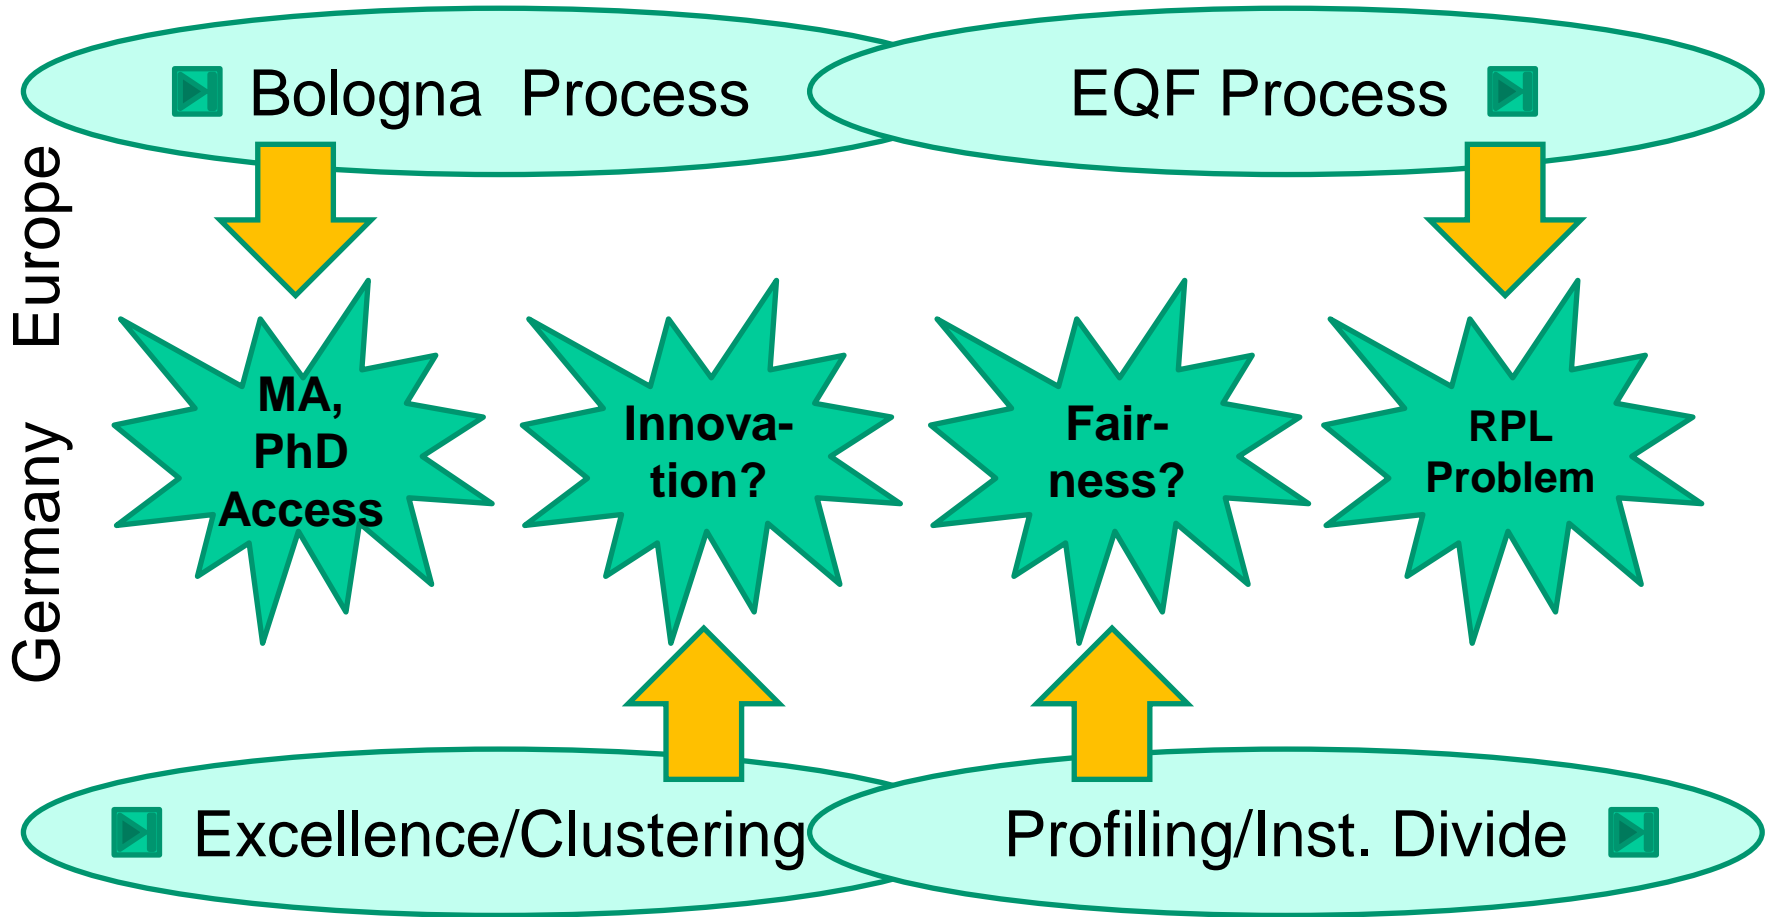 Bologna Process
EQF Process
Europe
MA,
PhD
Access
Innova-
tion?
Fair-
ness?
RPL
Problem
Germany
Excellence/Clustering
Profiling/Inst. Divide